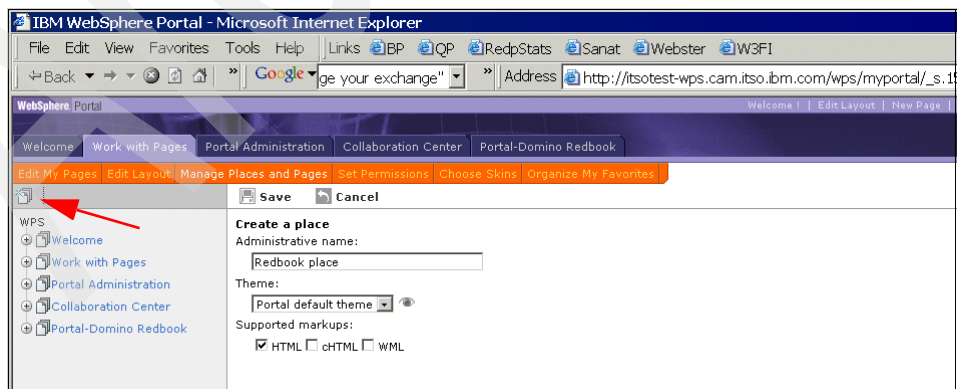 IBM WebSphere Portal - Microsoft Internet Explorer
File Edit View Favorites Tools Help Links BP QP RedpStats Sanat Webster W3FI
Back » Google ge your exchange" » Address http://itsotest-wps.cam.itso.ibm.com/wps/myportal/_s.15
WebSphere Portal Welcome ! | Edit Layout | New Page |
Welcome Work with Pages Portal Administration Collaboration Center Portal-Domino Redbook
Edit My Pages Edit Layout Manage Places and Pages Set Permissions Choose Skins Organize My Favorites
Save Cancel
WPS
Welcome
Work with Pages
Portal Administration
Collaboration Center
Portal-Domino Redbook
Create a place
Administrative name:
Redbook place
Theme:
Portal default theme
Supported markups:
HTML cHTML WML